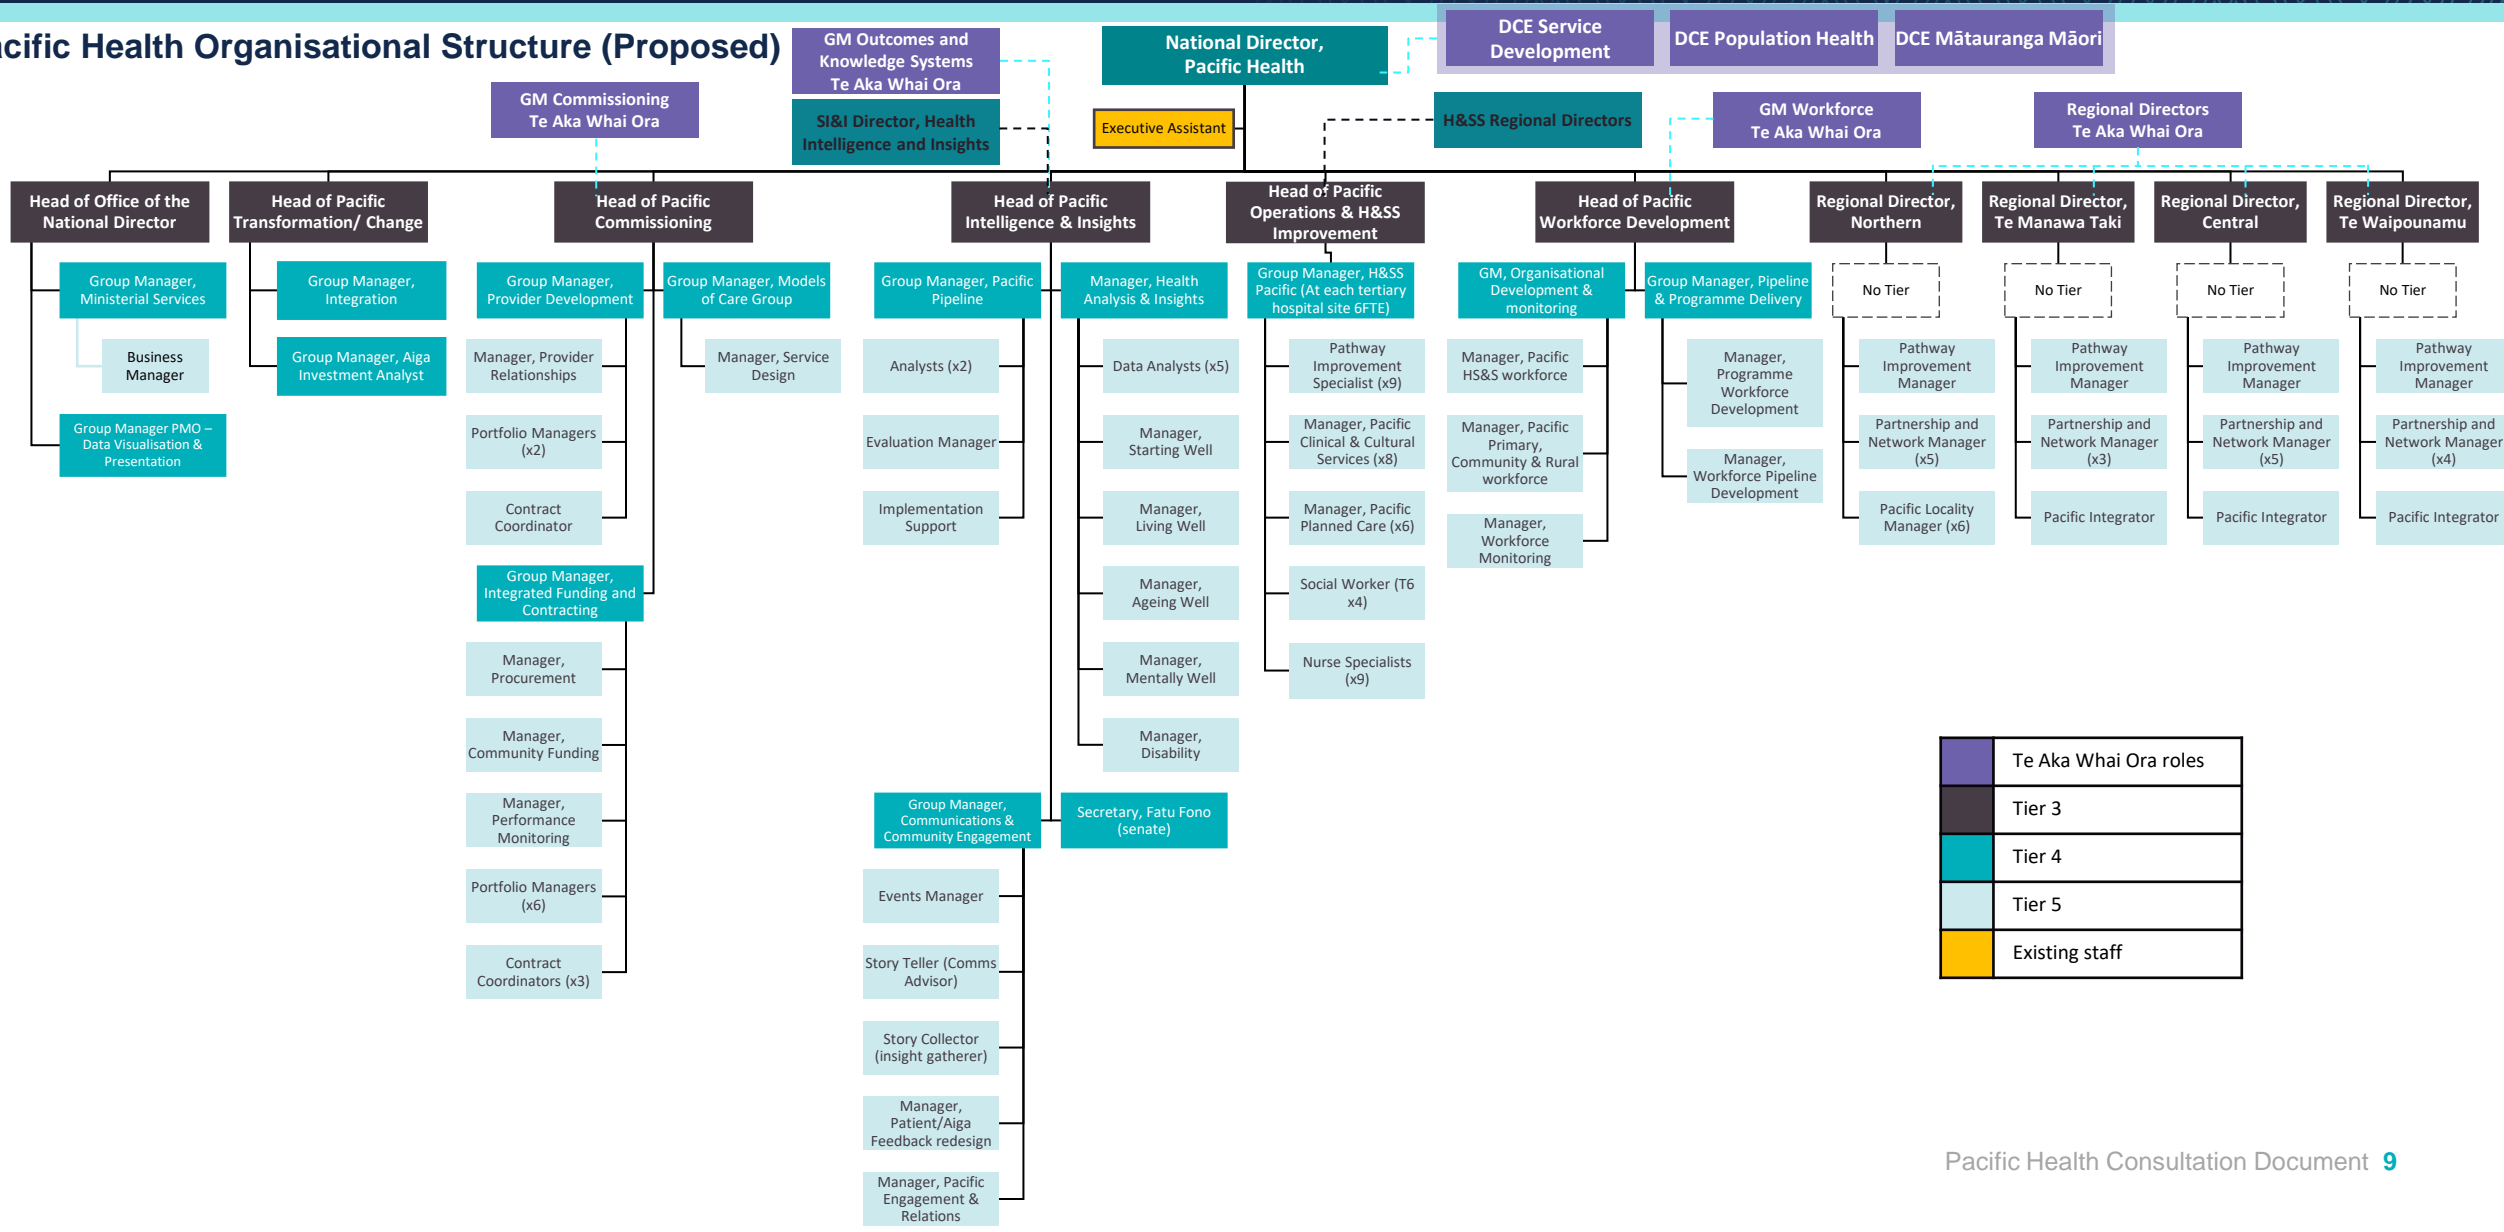 acific Health Organisational Structure (Proposed)
GM Outcomes and
Knowledge Systems
Te Aka Whai Ora
National Director,
Pacific Health
DCE Service
Development
DCE Population Health
DCE Mātauranga Māori
GM Commissioning
Te Aka Whai Ora
SI&I Director, Health
Intelligence and Insights
Executive Assistant
H&SS Regional Directors
GM Workforce
Te Aka Whai Ora
Regional Directors
Te Aka Whai Ora
Head of Office of the
National Director
Head of Pacific
Transformation/ Change
Head of Pacific
Commissioning
Head of Pacific
Intelligence & Insights
Head of Pacific
Operations & H&SS
Improvement
Head of Pacific
Workforce Development
Regional Director,
Northern
Regional Director,
Te Manawa Taki
Regional Director,
Central
Regional Director,
Te Waipounamu
Group Manager,
Ministerial Services
Business
Manager
Group Manager PMO –
Data Visualisation &
Presentation
Group Manager,
Integration
Group Manager, Aiga
Investment Analyst
Group Manager,
Provider Development
Manager, Provider
Relationships
Portfolio Managers
(x2)
Contract
Coordinator
Group Manager, Models
of Care Group
Manager, Service
Design
Group Manager,
Integrated Funding and
Contracting
Manager,
Procurement
Manager,
Community Funding
Manager,
Performance
Monitoring
Portfolio Managers
(x6)
Contract
Coordinators (x3)
Group Manager, Pacific
Pipeline
Analysts (x2)
Evaluation Manager
Implementation
Support
Manager, Health
Analysis & Insights
Data Analysts (x5)
Manager,
Starting Well
Manager,
Living Well
Manager,
Ageing Well
Manager,
Mentally Well
Manager,
Disability
Group Manager,
Communications &
Community Engagement
Secretary, Fatu Fono
(senate)
Events Manager
Story Teller (Comms
Advisor)
Story Collector
(insight gatherer)
Manager,
Patient/Aiga
Feedback redesign
Manager, Pacific
Engagement &
Relations
Group Manager, H&SS
Pacific (At each tertiary
hospital site 6FTE)
Pathway
Improvement
Specialist (x9)
Manager, Pacific
Clinical & Cultural
Services (x8)
Manager, Pacific
Planned Care (x6)
Social Worker (T6
x4)
Nurse Specialists
(x9)
GM, Organisational
Development &
monitoring
Manager, Pacific
HS&S workforce
Manager, Pacific
Primary,
Community & Rural
workforce
Manager,
Workforce
Monitoring
Group Manager, Pipeline
& Programme Delivery
Manager,
Programme
Workforce
Development
Manager,
Workforce Pipeline
Development
No Tier
Pathway
Improvement
Manager
Partnership and
Network Manager
(x5)
Pacific Locality
Manager (x6)
No Tier
Pathway
Improvement
Manager
Partnership and
Network Manager
(x3)
Pacific Integrator
No Tier
Pathway
Improvement
Manager
Partnership and
Network Manager
(x5)
Pacific Integrator
No Tier
Pathway
Improvement
Manager
Partnership and
Network Manager
(x4)
Pacific Integrator
Te Aka Whai Ora roles
Tier 3
Tier 4
Tier 5
Existing staff
Pacific Health Consultation Document 9